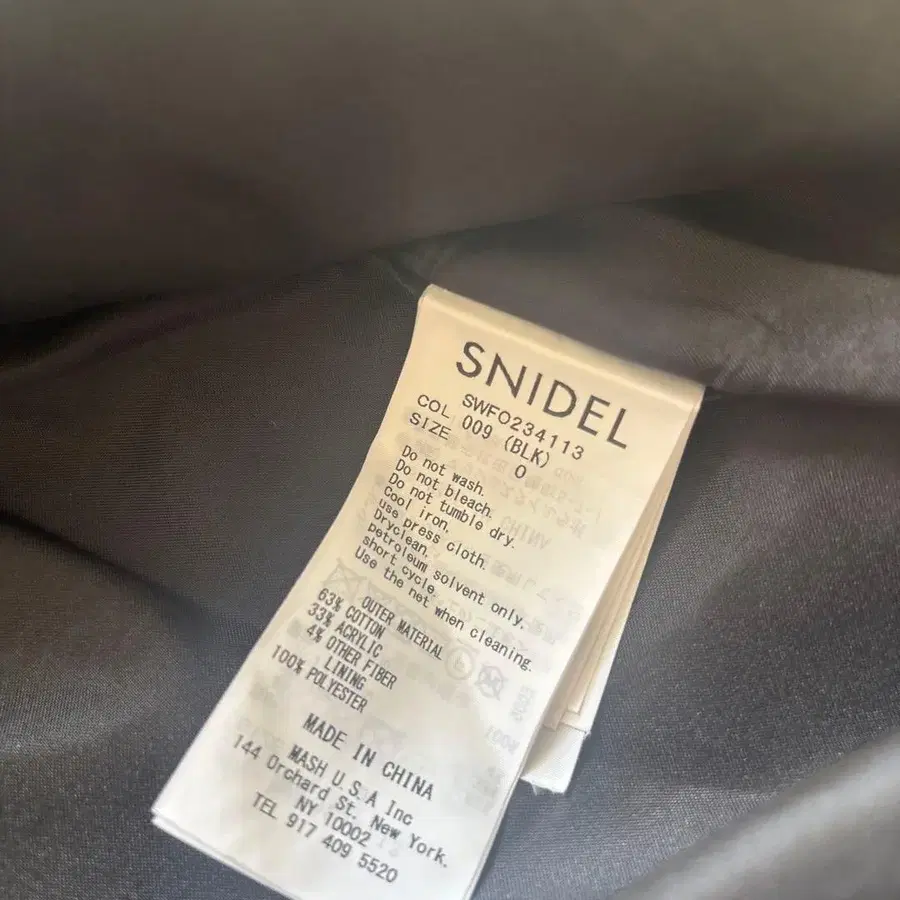 SNIDEL
SWFO234113
COL 009 (BLK)
SIZE 0
Do not wash.
Do not bleach.
Do not tumble dry.
Cool iron.
use press cloth.
Dryclean.
petroleum solvent only.
short cycle.
Use the net when cleaning.
OUTER MATERIAL
63% COTTON
33% ACRYLIC
4% OTHER FIBER
LINING
100% POLYESTER
MADE IN CHINA
MASH U.S.A Inc
144 Orchard St. New York.
NY 10002
TEL 917 409 5520